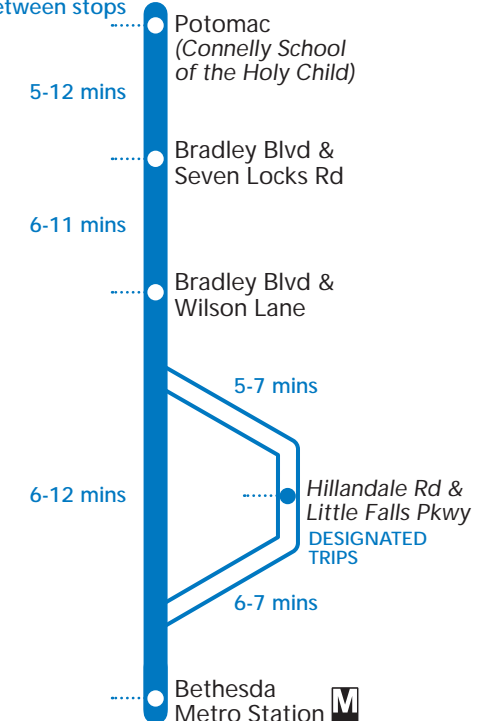 between stops
Potomac
(Connelly School
of the Holy Child)
5-12 mins
Bradley Blvd &
Seven Locks Rd
6-11 mins
Bradley Blvd &
Wilson Lane
5-7 mins
6-12 mins
Hillandale Rd &
Little Falls Pkwy
DESIGNATED
TRIPS
6-7 mins
Bethesda
Metro Station M